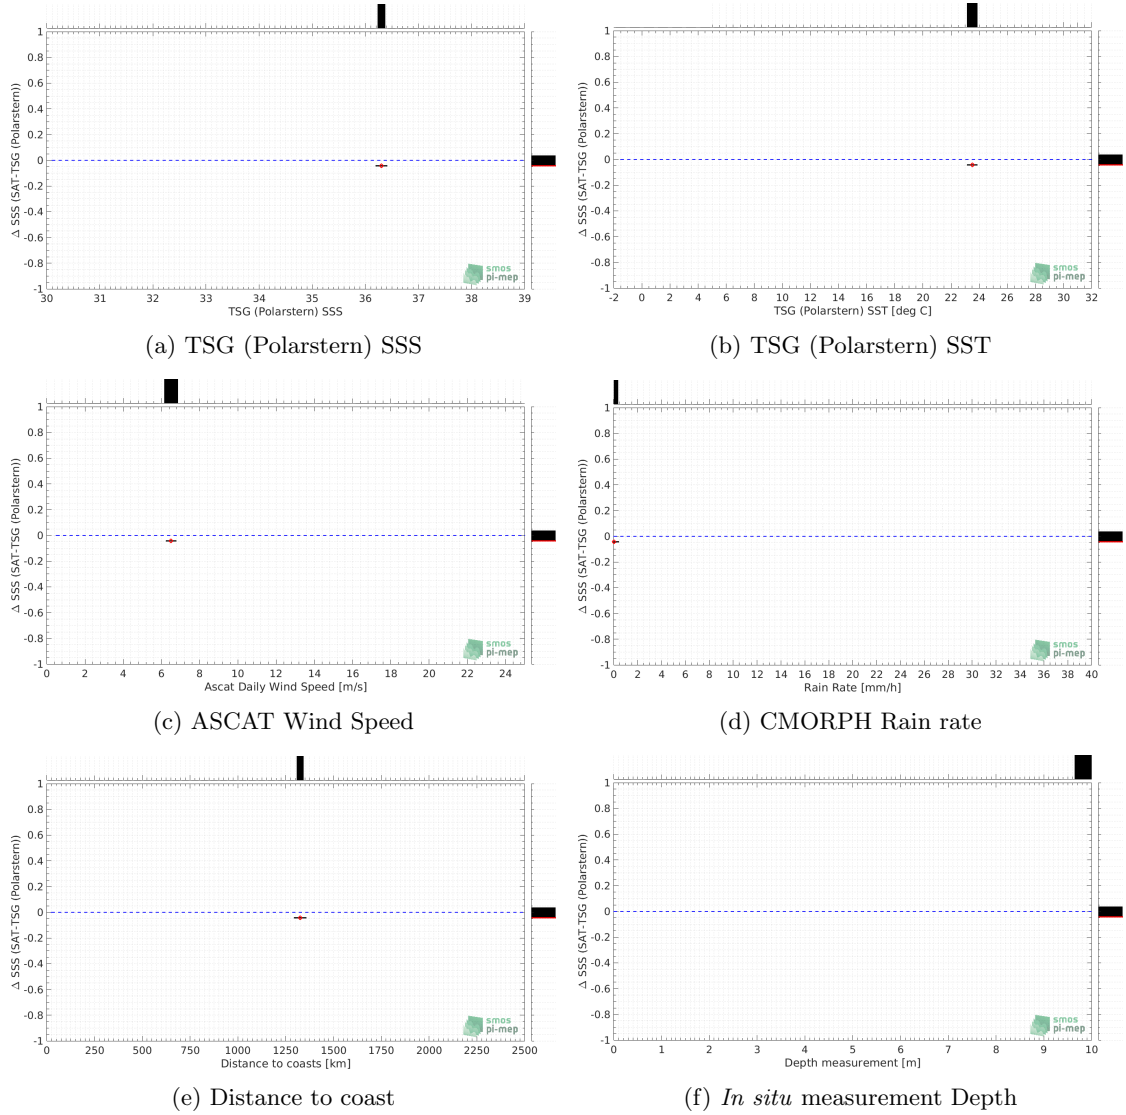 1
0.8
0.6
0.4
0.2
0
-0.2
-0.4
-0.6
-0.8
-1
Δ SSS (SAT-TSG (Polarstern))
smos
pi-mep
30 31 32 33 34 35 36 37 38 39
TSG (Polarstern) SSS
(a) TSG (Polarstern) SSS
1
0.8
0.6
0.4
0.2
0
-0.2
-0.4
-0.6
-0.8
-1
Δ SSS (SAT-TSG (Polarstern))
smos
pi-mep
-2 0 2 4 6 8 10 12 14 16 18 20 22 24 26 28 30 32
TSG (Polarstern) SST [deg C]
(b) TSG (Polarstern) SST
1
0.8
0.6
0.4
0.2
0
-0.2
-0.4
-0.6
-0.8
-1
Δ SSS (SAT-TSG (Polarstern))
smos
pi-mep
0 2 4 6 8 10 12 14 16 18 20 22 24
Ascat Daily Wind Speed [m/s]
(c) ASCAT Wind Speed
1
0.8
0.6
0.4
0.2
0
-0.2
-0.4
-0.6
-0.8
-1
Δ SSS (SAT-TSG (Polarstern))
smos
pi-mep
0 2 4 6 8 10 12 14 16 18 20 22 24 26 28 30 32 34 36 38 40
Rain Rate [mm/h]
(d) CMORPH Rain rate
1
0.8
0.6
0.4
0.2
0
-0.2
-0.4
-0.6
-0.8
-1
Δ SSS (SAT-TSG (Polarstern))
smos
pi-mep
0 250 500 750 1000 1250 1500 1750 2000 2250 2500
Distance to coasts [km]
(e) Distance to coast
1
0.8
0.6
0.4
0.2
0
-0.2
-0.4
-0.6
-0.8
-1
Δ SSS (SAT-TSG (Polarstern))
smos
pi-mep
0 1 2 3 4 5 6 7 8 9 10
Depth measurement [m]
(f) In situ measurement Depth